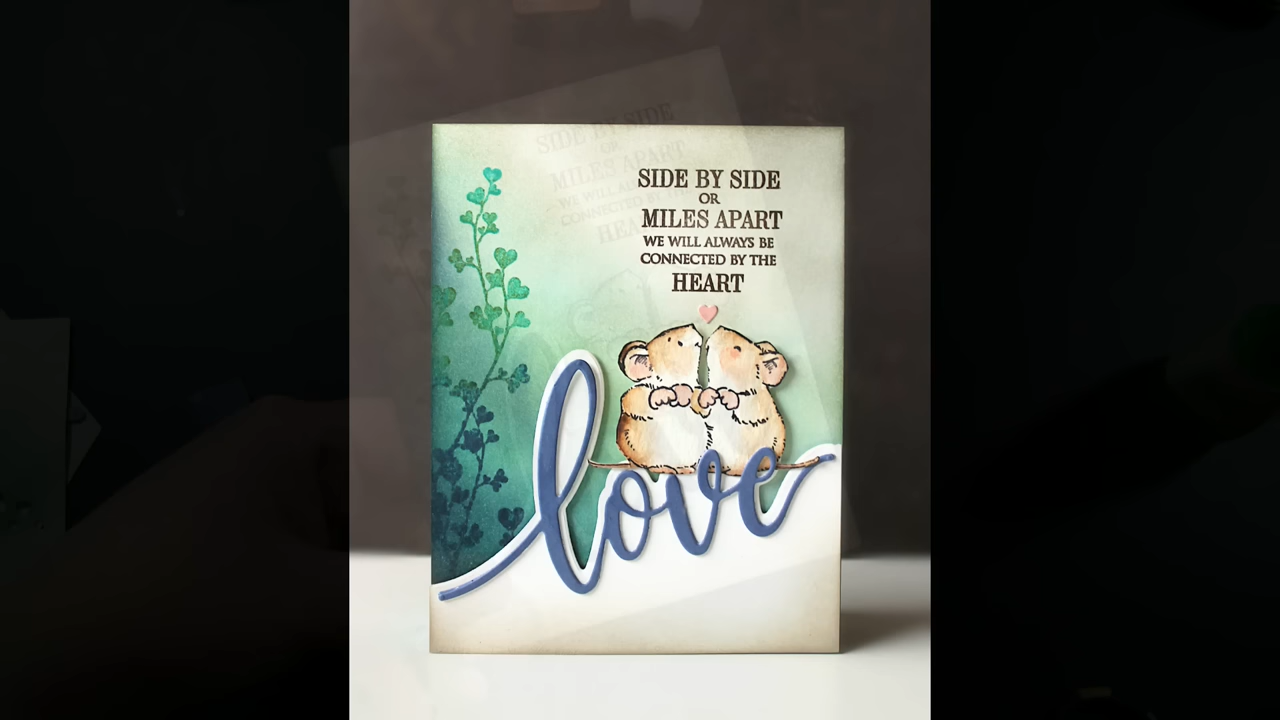 SIDE BY SIDE
OR
MILES APART
WE WILL ALWAYS BE
CONNECTED BY THE
HEART
love